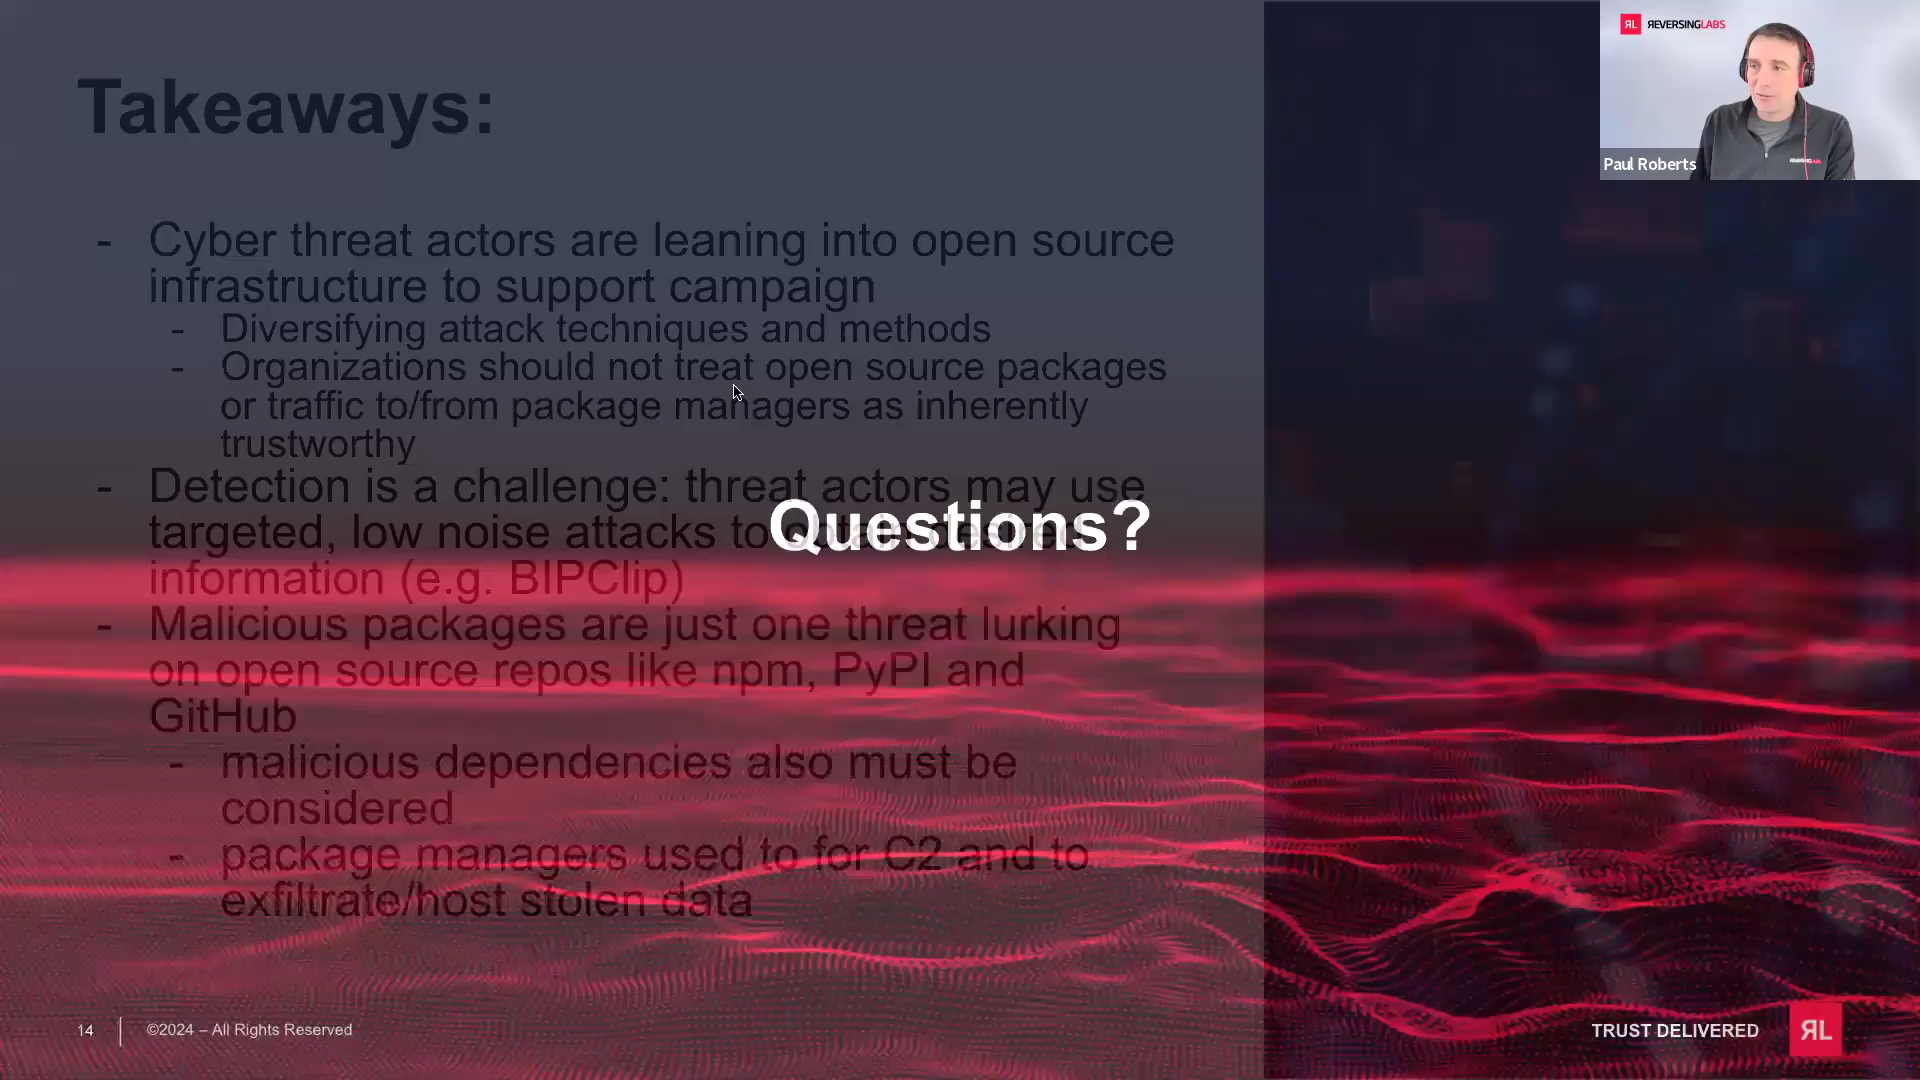 ЯL REVERSINGLABS
Paul Roberts
Takeaways:
- Cyber threat actors are leaning into open source
infrastructure to support campaign
- Diversifying attack techniques and methods
- Organizations should not treat open source packages
or traffic to/from package managers as inherently
trustworthy
- Detection is a challenge: threat actors may use
targeted, low noise attacks to obtain desired
information (e.g. BIPClip)
Questions?
- Malicious packages are just one threat lurking
on open source repos like npm, PyPI and
GitHub
- malicious dependencies also must be
considered
- package managers used to for C2 and to
exfiltrate/host stolen data
14
©2024 – All Rights Reserved
TRUST DELIVERED
ЯL